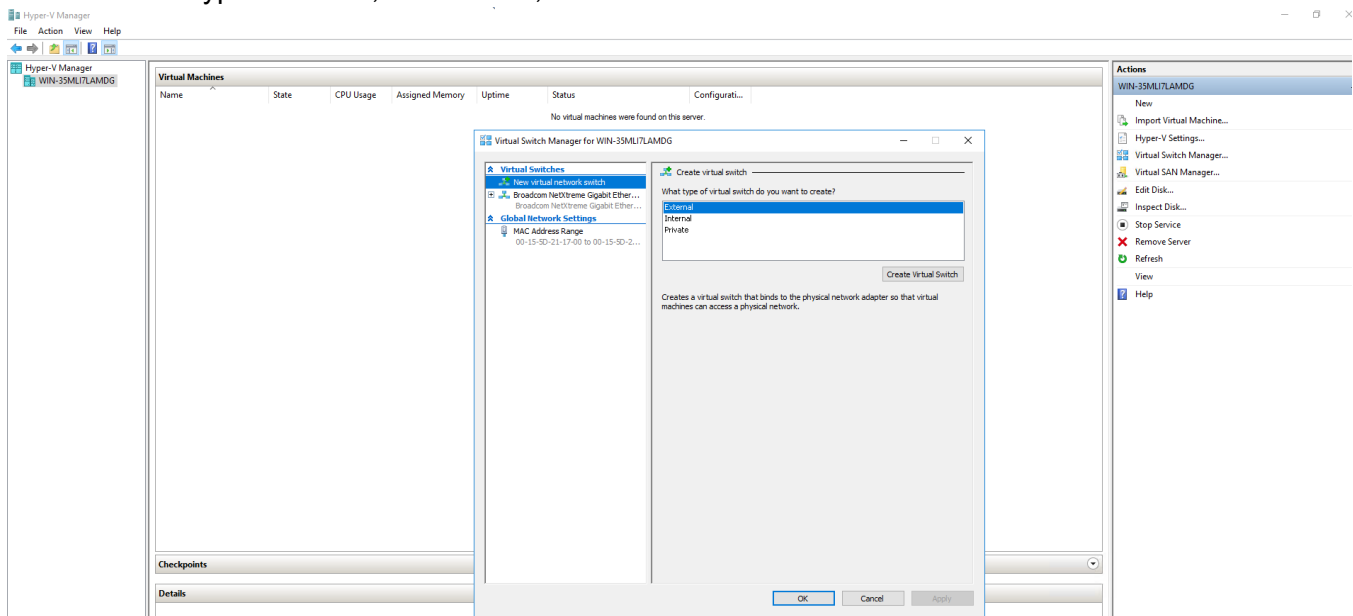 Hyper-V Manager
File Action View Help
Hyper-V Manager
WIN-35MLI7LAMDG
Virtual Machines
Name State CPU Usage Assigned Memory Uptime Status Configurati...
No virtual machines were found on this server.
Virtual Switch Manager for WIN-35MLI7LAMDG
Virtual Switches
New virtual network switch
Broadcom NetXtreme Gigabit Ether...
Broadcom NetXtreme Gigabit Ether...
Global Network Settings
MAC Address Range
00-15-5D-21-17-00 to 00-15-5D-2...
Create virtual switch
What type of virtual switch do you want to create?
External
Internal
Private
Create Virtual Switch
Creates a virtual switch that binds to the physical network adapter so that virtual
machines can access a physical network.
OK Cancel Apply
Checkpoints
Details
Actions
WIN-35MLI7LAMDG
New
Import Virtual Machine...
Hyper-V Settings...
Virtual Switch Manager...
Virtual SAN Manager...
Edit Disk...
Inspect Disk...
Stop Service
Remove Server
Refresh
View
Help